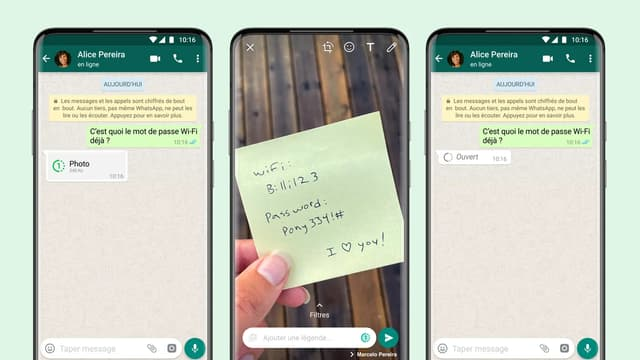 10:16
Alice Pereira
en ligne
AUJOURD'HUI
Les messages et les appels sont chiffrés de bout
en bout. Aucun tiers, pas même WhatsApp, ne peut les
lire ou les écouter. Appuyez pour en savoir plus.
C'est quoi le mot de passe Wi-Fi
déjà ?
10:16
Photo
10:16
Taper message
T
WiFi:
Billi123
Password:
Pony334!#
I ♡ you!
Filtres
Ajouter une légende...
Marcelo Pereira
10:16
Alice Pereira
en ligne
AUJOURD'HUI
Les messages et les appels sont chiffrés de bout
en bout. Aucun tiers, pas même WhatsApp, ne peut les
lire ou les écouter. Appuyez pour en savoir plus.
C'est quoi le mot de passe Wi-Fi
déjà ?
10:16
Ouvert
10:16
Taper message